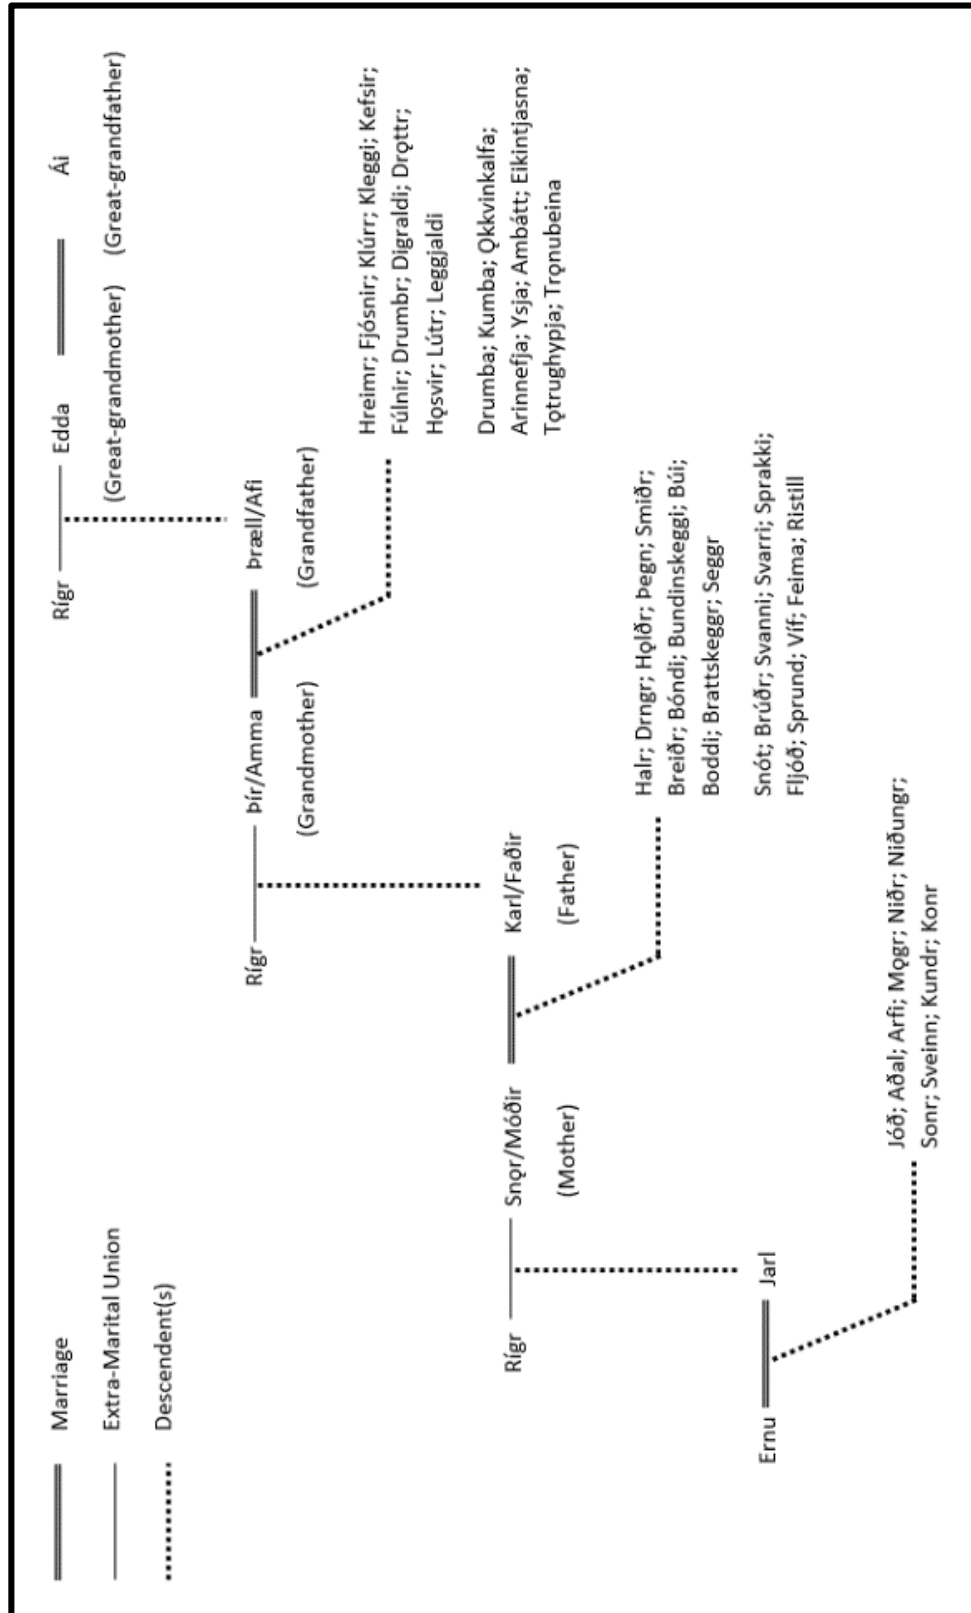 Marriage
Extra-Marital Union
Descendent(s)
Rígr
Edda
Ái
(Great-grandmother)
(Great-grandfather)
Rígr
Þír/Amma
Þræll/Afi
(Grandmother)
(Grandfather)
Hreimr; Fjósnir; Klúrr; Kleggi; Kefsir;
Fúlnir; Drumbr; Digraldi; Drǫttr;
Hǫsvir; Lútr; Leggjaldi
Drumba; Kumba; Ǫkkvinkalfa;
Arinnefja; Ysja; Ambátt; Eikintjasna;
Tǫtrughypja; Trǫnubeina
Rígr
Snǫr/Móðir
Karl/Faðir
(Mother)
(Father)
Halr; Drngr; Hǫlðr; Þegn; Smiðr;
Breiðr; Bóndi; Bundinskeggi; Búi;
Boddi; Brattskeggr; Seggr
Snót; Brúðr; Svanni; Svarri; Sprakki;
Fljóð; Sprund; Víf; Feima; Ristill
Ernu
Jarl
Jóð; Aðal; Arfi; Mǫgr; Niðr; Niðungr;
Sonr; Sveinn; Kundr; Konr